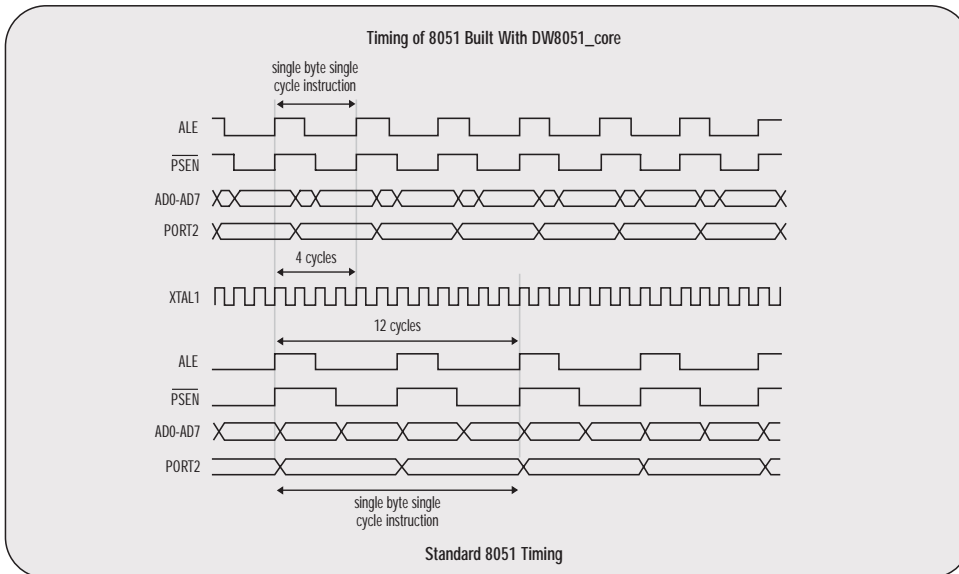 Timing of 8051 Built With DW8051_core
single byte single
cycle instruction
ALE
PSEN
AD0-AD7
PORT2
4 cycles
XTAL1
12 cycles
ALE
PSEN
AD0-AD7
PORT2
single byte single
cycle instruction
Standard 8051 Timing